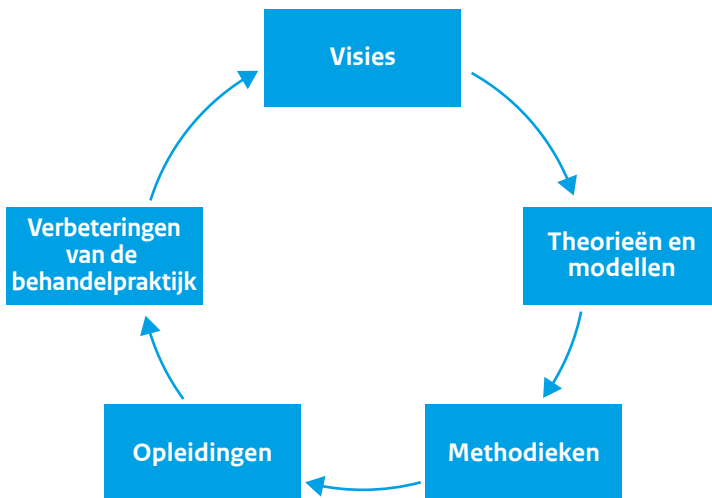 Visies
Theorieën en
modellen
Methodieken
Opleidingen
Verbeteringen
van de
behandelpraktijk